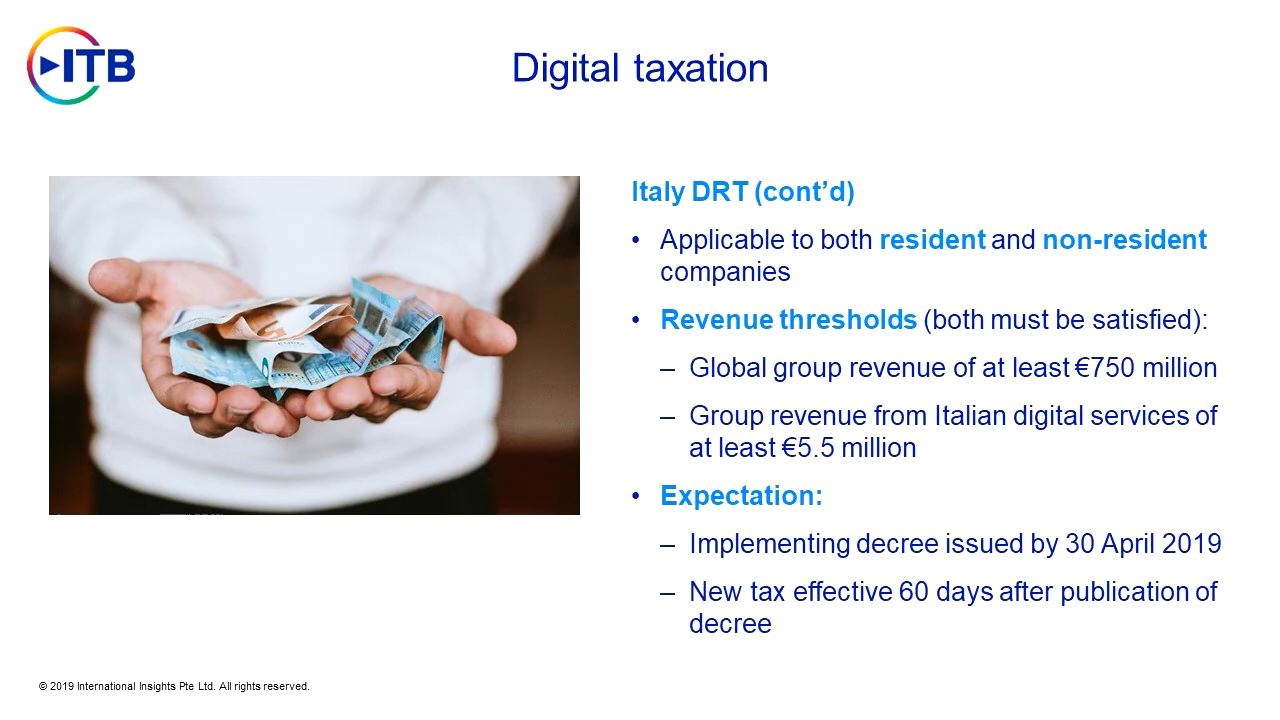 ITB
Digital taxation
Italy DRT (cont’d)
• Applicable to both resident and non-resident
companies
• Revenue thresholds (both must be satisfied):
– Global group revenue of at least €750 million
– Group revenue from Italian digital services of
at least €5.5 million
• Expectation:
– Implementing decree issued by 30 April 2019
– New tax effective 60 days after publication of
decree
© 2019 International Insights Pte Ltd. All rights reserved.